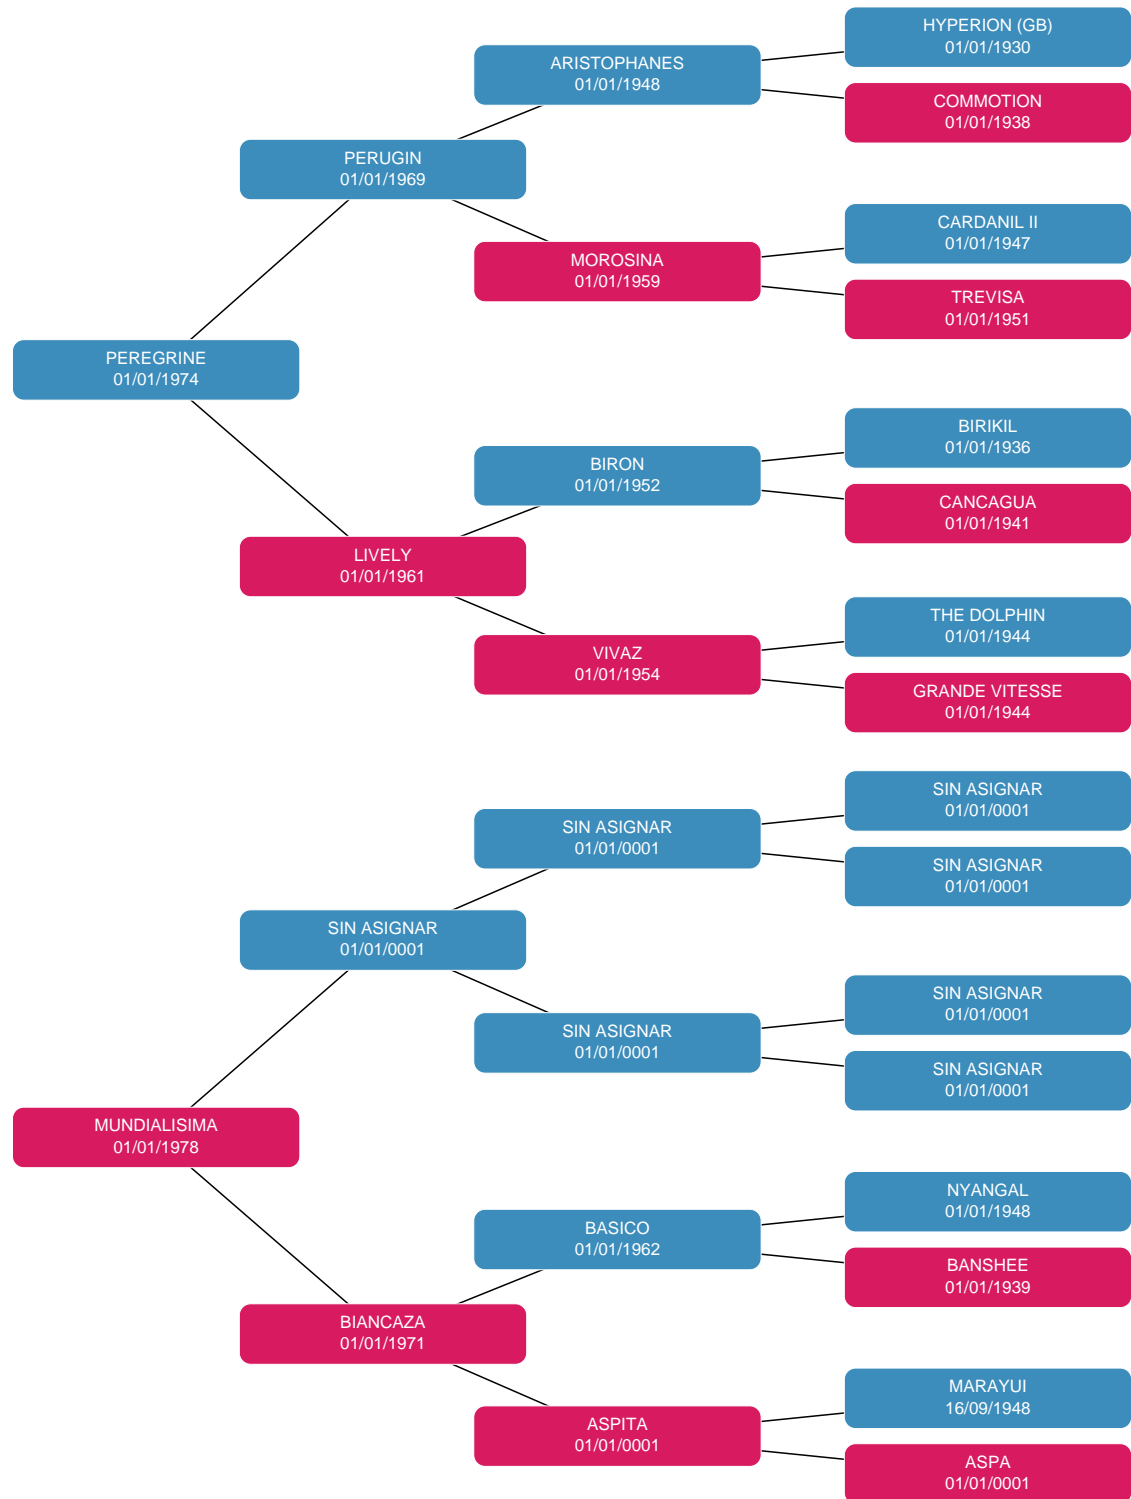 HYPERION (GB)
01/01/1930
ARISTOPHANES
01/01/1948
COMMOTION
01/01/1938
PERUGIN
01/01/1969
CARDANIL II
01/01/1947
MOROSINA
01/01/1959
TREVISA
01/01/1951
PEREGRINE
01/01/1974
BIRIKIL
01/01/1936
BIRON
01/01/1952
CANCAGUA
01/01/1941
LIVELY
01/01/1961
THE DOLPHIN
01/01/1944
VIVAZ
01/01/1954
GRANDE VITESSE
01/01/1944
SIN ASIGNAR
01/01/0001
SIN ASIGNAR
01/01/0001
SIN ASIGNAR
01/01/0001
SIN ASIGNAR
01/01/0001
SIN ASIGNAR
01/01/0001
SIN ASIGNAR
01/01/0001
SIN ASIGNAR
01/01/0001
MUNDIALISIMA
01/01/1978
NYANGAL
01/01/1948
BASICO
01/01/1962
BANSHEE
01/01/1939
BIANCAZA
01/01/1971
MARAYUI
16/09/1948
ASPITA
01/01/0001
ASPA
01/01/0001